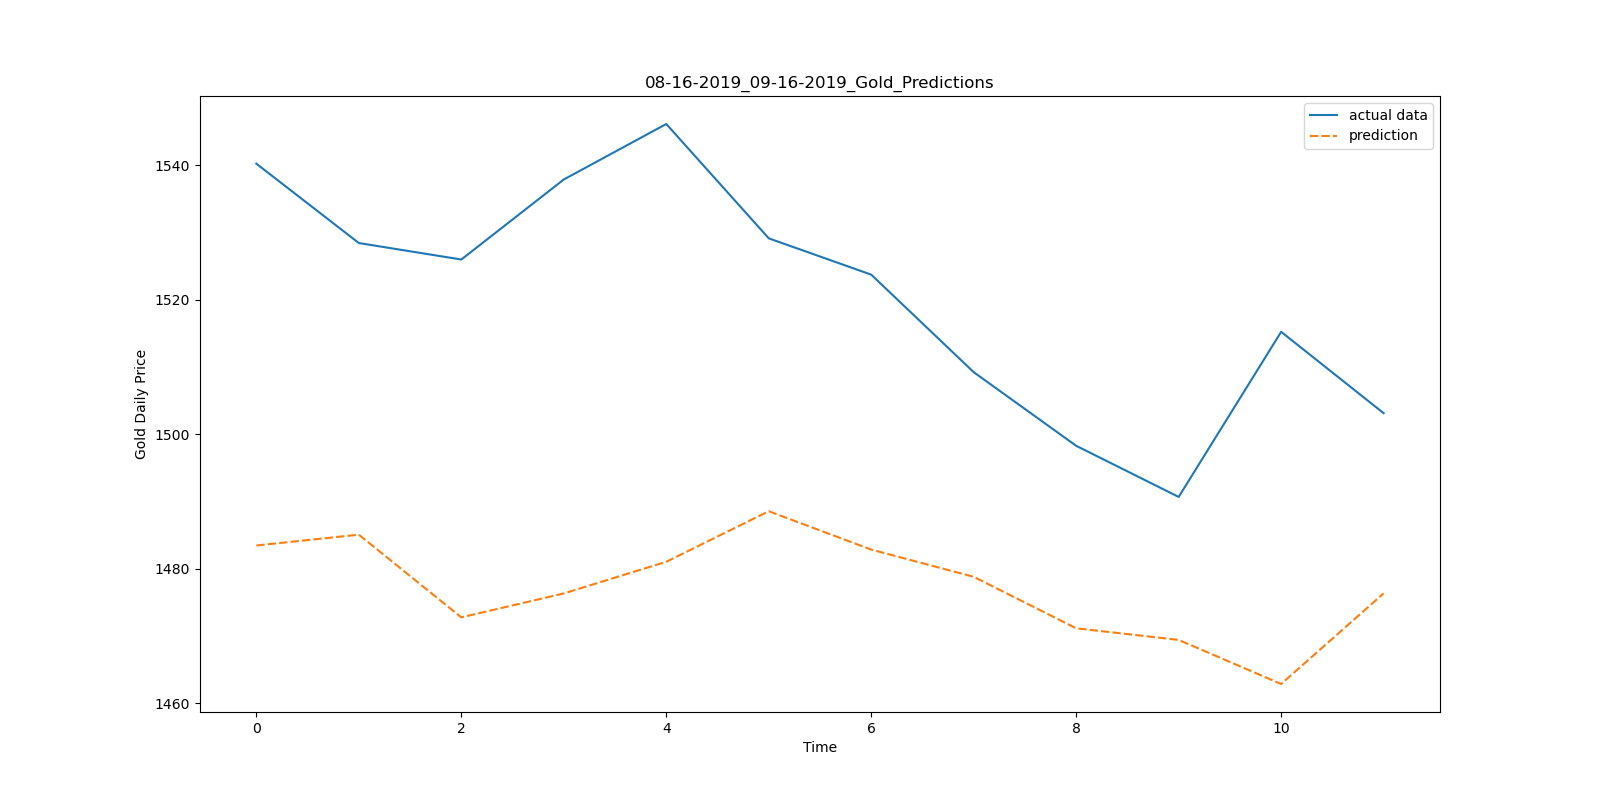 08-16-2019_09-16-2019_Gold_Predictions
actual data
prediction
1540
1520
1500
1480
1460
Gold Daily Price
0 2 4 6 8 10
Time